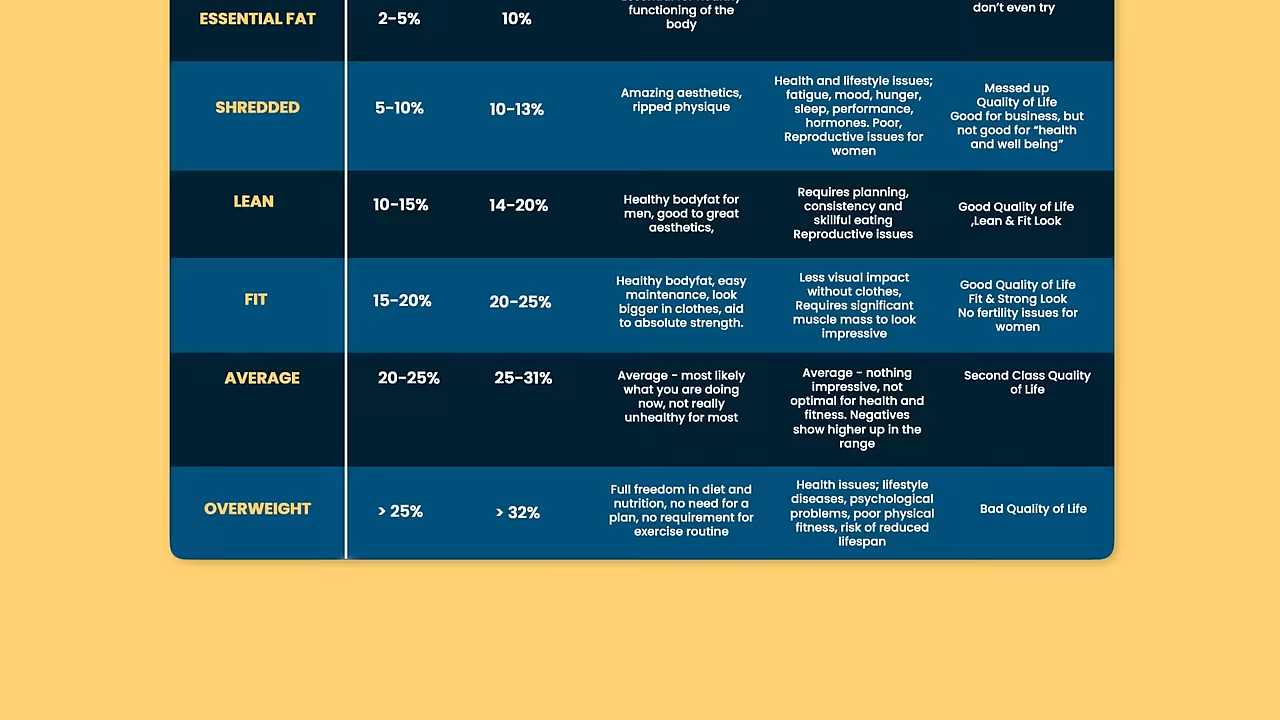 ESSENTIAL FAT
2-5%
10%
functioning of the
body
don't even try
SHREDDED
5-10%
10-13%
Amazing aesthetics,
ripped physique
Health and lifestyle issues;
fatigue, mood, hunger,
sleep, performance,
hormones. Poor,
Reproductive issues for
women
Messed up
Quality of Life
Good for business, but
not good for “health
and well being”
LEAN
10-15%
14-20%
Healthy bodyfat for
men, good to great
aesthetics,
Requires planning,
consistency and
skillful eating
Reproductive issues
Good Quality of Life
,Lean & Fit Look
FIT
15-20%
20-25%
Healthy bodyfat, easy
maintenance, look
bigger in clothes, aid
to absolute strength.
Less visual impact
without clothes,
Requires significant
muscle mass to look
impressive
Good Quality of Life
Fit & Strong Look
No fertility issues for
women
AVERAGE
20-25%
25-31%
Average - most likely
what you are doing
now, not really
unhealthy for most
Average - nothing
impressive, not
optimal for health and
fitness. Negatives
show higher up in the
range
Second Class Quality
of Life
OVERWEIGHT
> 25%
> 32%
Full freedom in diet and
nutrition, no need for a
plan, no requirement for
exercise routine
Health issues; lifestyle
diseases, psychological
problems, poor physical
fitness, risk of reduced
lifespan
Bad Quality of Life